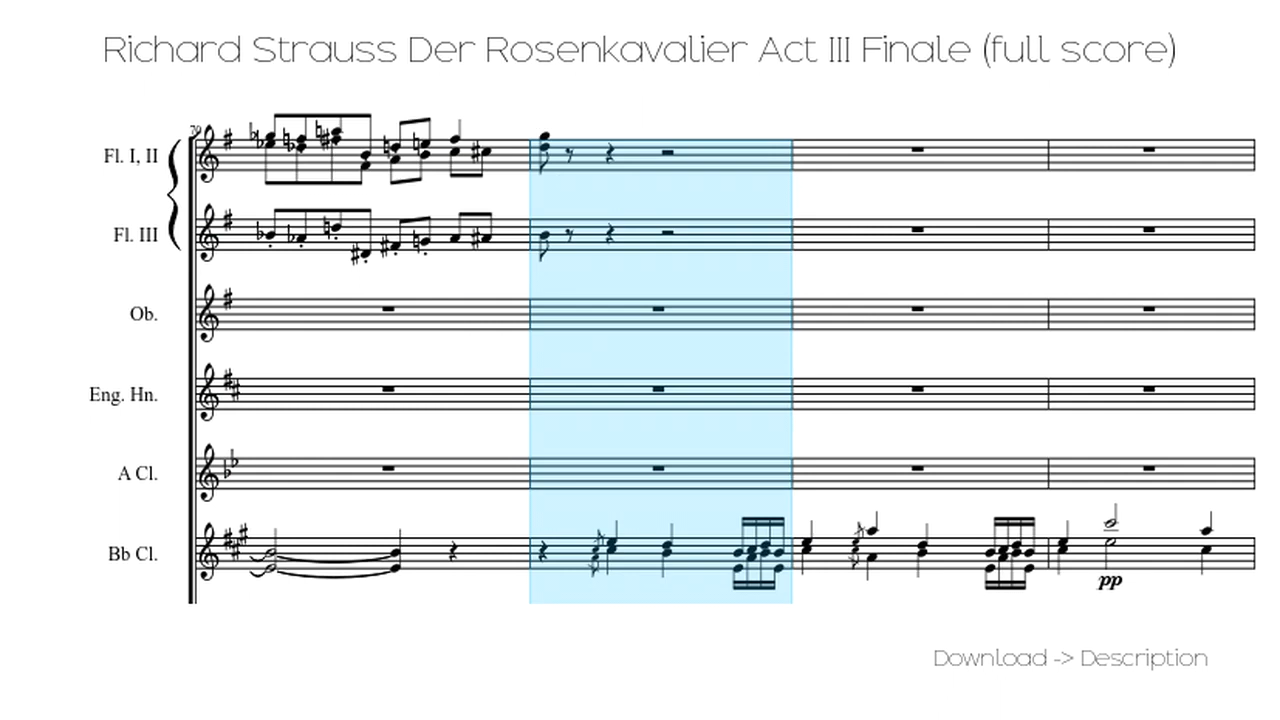 Richard Strauss Der Rosenkavalier Act III Finale (full score)
79
Fl. I, II
Fl. III
Ob.
Eng. Hn.
A Cl.
Bb Cl.
pp
Download -> Description